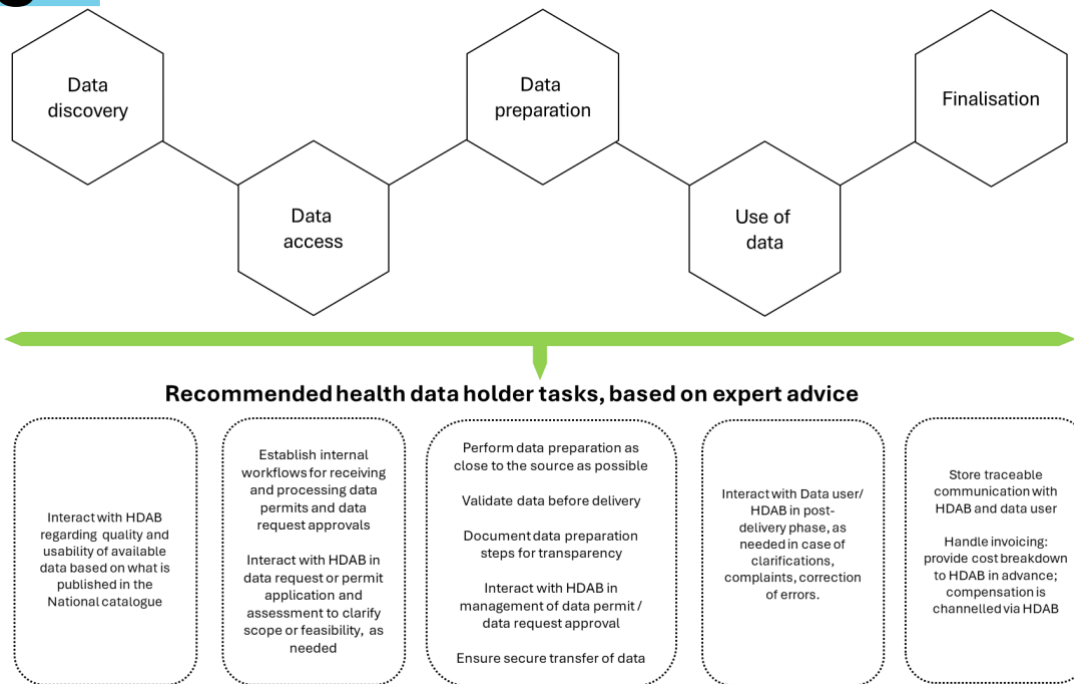 Data
discovery
Data
preparation
Finalisation
Data
access
Use of
data
Recommended health data holder tasks, based on expert advice
Interact with HDAB
regarding quality and
usability of available
data based on what is
published in the
National catalogue
Establish internal
workflows for receiving
and processing data
permits and data
request approvals
Interact with HDAB in
data request or permit
application and
assessment to clarify
scope or feasibility, as
needed
Perform data preparation as
close to the source as possible
Validate data before delivery
Document data preparation
steps for transparency
Interact with HDAB in
management of data permit /
data request approval
Ensure secure transfer of data
Interact with Data user/
HDAB in post-
delivery phase, as
needed in case of
clarifications,
complaints, correction
of errors.
Store traceable
communication with
HDAB and data user
Handle invoicing:
provide cost breakdown
to HDAB in advance;
compensation is
channelled via HDAB